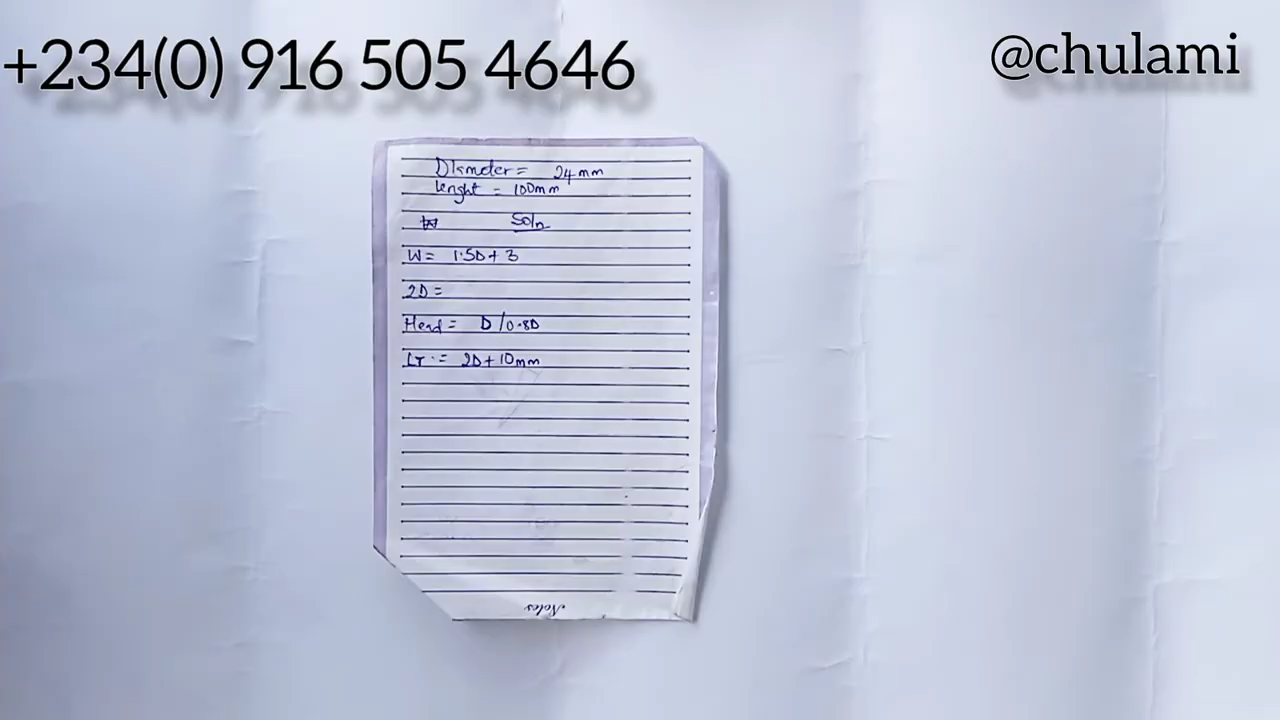 +234(0) 916 505 4646
@chulami
Diameter = 24mm
lenght = 100mm
Soln
W = 1.5D + 3
2D =
Head = D/0.8D
LT = 2D + 10mm
Notes